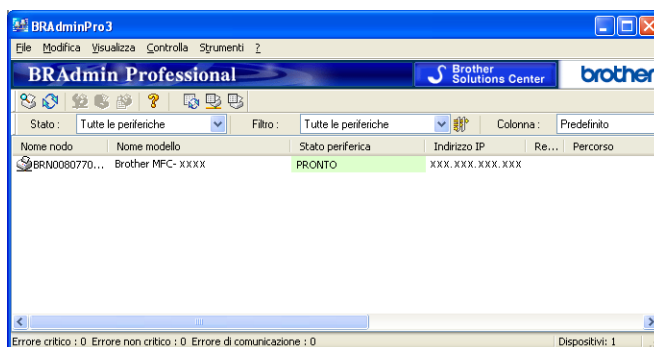 BRAdminPro3
File Modifica Visualizza Controlla Strumenti ?
BRAdmin Professional Brother Solutions Center brother
Stato : Tutte le periferiche Filtro : Tutte le periferiche Colonna : Predefinito
Nome nodo Nome modello Stato periferica Indirizzo IP Re... Percorso
BRN0080770... Brother MFC- XXXX PRONTO XXX.XXX.XXX.XXX
Errore critico : 0 Errore non critico : 0 Errore di comunicazione : 0 Dispositivi: 1